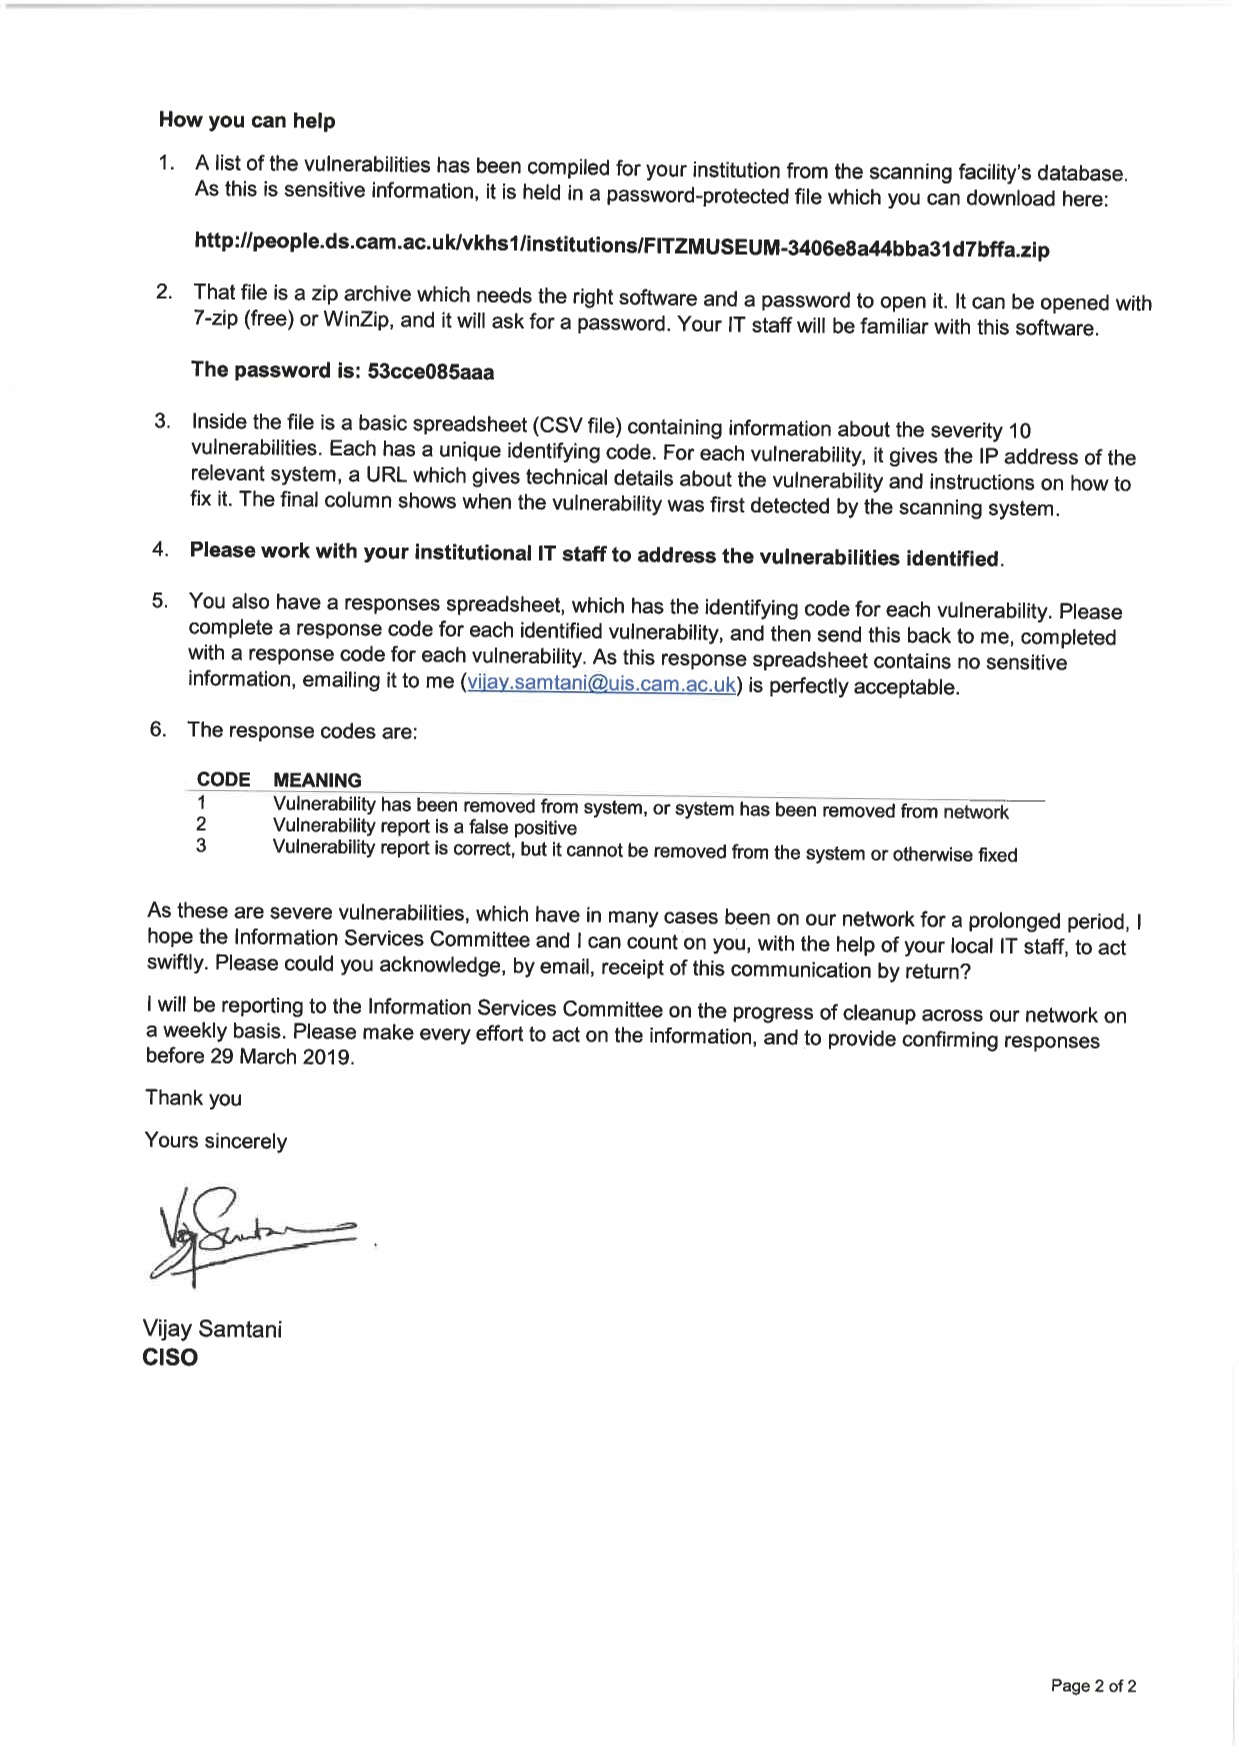 How you can help
1. A list of the vulnerabilities has been compiled for your institution from the scanning facility's database.
As this is sensitive information, it is held in a password-protected file which you can download here:
http://people.ds.cam.ac.uk/vkhs1/institutions/FITZMUSEUM-3406e8a44bba31d7bffa.zip
2. That file is a zip archive which needs the right software and a password to open it. It can be opened with
7-zip (free) or WinZip, and it will ask for a password. Your IT staff will be familiar with this software.
The password is: 53cce085aaa
3. Inside the file is a basic spreadsheet (CSV file) containing information about the severity 10
vulnerabilities. Each has a unique identifying code. For each vulnerability, it gives the IP address of the
relevant system, a URL which gives technical details about the vulnerability and instructions on how to
fix it. The final column shows when the vulnerability was first detected by the scanning system.
4. Please work with your institutional IT staff to address the vulnerabilities identified.
5. You also have a responses spreadsheet, which has the identifying code for each vulnerability. Please
complete a response code for each identified vulnerability, and then send this back to me, completed
with a response code for each vulnerability. As this response spreadsheet contains no sensitive
information, emailing it to me (vijay.samtani@uis.cam.ac.uk) is perfectly acceptable.
6. The response codes are:
CODE MEANING
1 Vulnerability has been removed from system, or system has been removed from network
2 Vulnerability report is a false positive
3 Vulnerability report is correct, but it cannot be removed from the system or otherwise fixed
As these are severe vulnerabilities, which have in many cases been on our network for a prolonged period, I
hope the Information Services Committee and I can count on you, with the help of your local IT staff, to act
swiftly. Please could you acknowledge, by email, receipt of this communication by return?
I will be reporting to the Information Services Committee on the progress of cleanup across our network on
a weekly basis. Please make every effort to act on the information, and to provide confirming responses
before 29 March 2019.
Thank you
Yours sincerely
Vijay Samtani
Vijay Samtani
CISO
Page 2 of 2